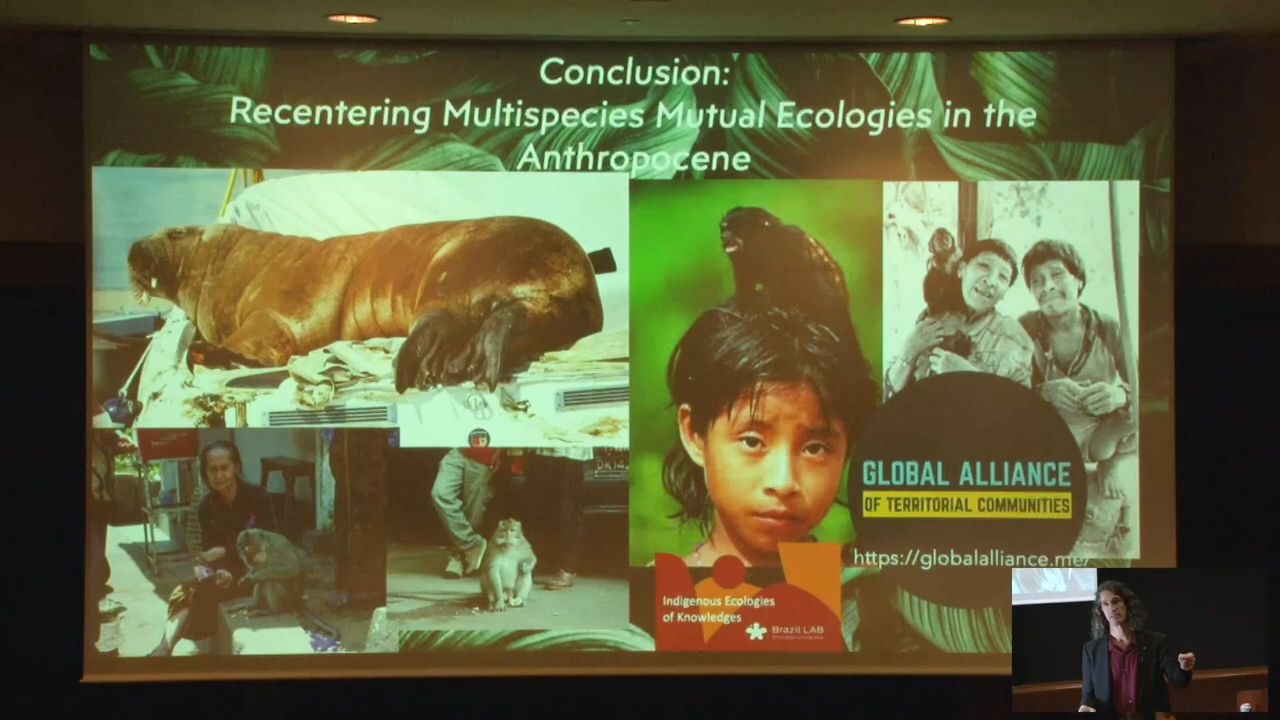 Conclusion:
Recentering Multispecies Mutual Ecologies in the
Anthropocene
GLOBAL ALLIANCE
OF TERRITORIAL COMMUNITIES
https://globalalliance.me/
Indigenous Ecologies
of Knowledges
Brazil LAB